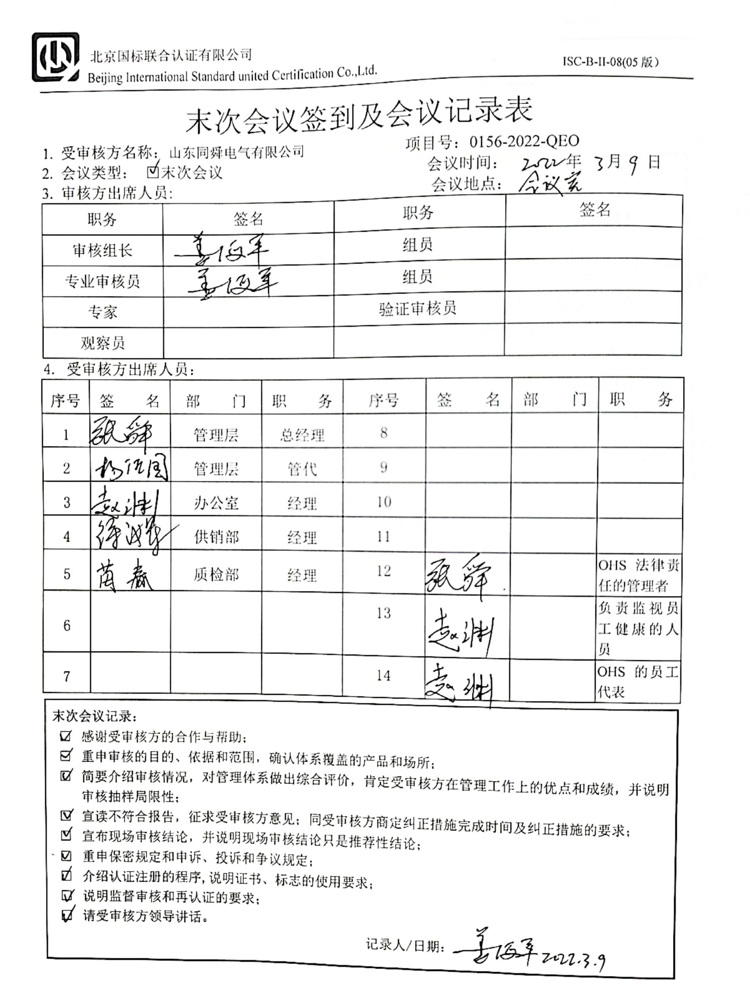 北京国标联合认证有限公司
Beijing International Standard united Certification Co.,Ltd.
ISC-B-II-08(05 版)
末次会议签到及会议记录表
项目号：0156-2022-QEO
1. 受审核方名称：山东同舜电气有限公司
会议时间： 2022年 3月 9 日
2. 会议类型： ☑末次会议
会议地点： 会议室
3. 审核方出席人员：
职务 签名 职务 签名
审核组长 姜海军 组员
专业审核员 姜海军 组员
专家 验证审核员
观察员
4. 受审核方出席人员：
序号 签 名 部 门 职 务 序号 签 名 部 门 职 务
1 张舜 管理层 总经理 8
2 管理层 管代 9
3 赵渊 办公室 经理 10
4 供销部 经理 11
5 质检部 经理 12 张舜 OHS 法律责
任的管理者
6 13 赵渊 负责监视员
工健康的人
员
7 14 赵渊 OHS 的员工
代表
末次会议记录：
☑ 感谢受审核方的合作与帮助；
☑ 重申审核的目的、依据和范围，确认体系覆盖的产品和场所；
☑ 简要介绍审核情况，对管理体系做出综合评价，肯定受审核方在管理工作上的优点和成绩，并说明
审核抽样局限性；
☑ 宣读不符合报告，征求受审核方意见；同受审核方商定纠正措施完成时间及纠正措施的要求；
☑ 宣布现场审核结论，并说明现场审核结论只是推荐性结论；
☑ 重申保密规定和申诉、投诉和争议规定；
☑ 介绍认证注册的程序,说明证书、标志的使用要求；
☑ 说明监督审核和再认证的要求；
☑ 请受审核方领导讲话。
记录人/日期： 姜海军 2022.3.9